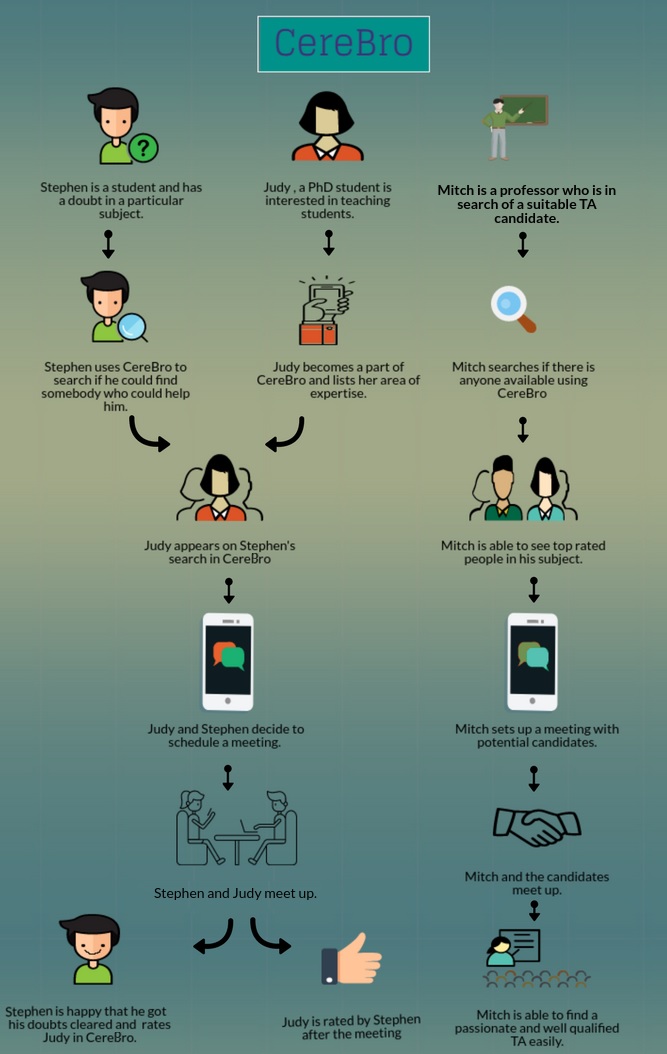 CereBro
?
Stephen is a student and has
a doubt in a particular
subject.
Judy , a PhD student is
interested in teaching
students.
Mitch is a professor who is in
search of a suitable TA
candidate.
Stephen uses CereBro to
search if he could find
somebody who could help
him.
Judy becomes a part of
CereBro and lists her area of
expertise.
Mitch searches if there is
anyone available using
CereBro
Judy appears on Stephen's
search in CereBro
Mitch is able to see top rated
people in his subject.
Judy and Stephen decide to
schedule a meeting.
Mitch sets up a meeting with
potential candidates.
Stephen and Judy meet up.
Mitch and the candidates
meet up.
Stephen is happy that he got
his doubts cleared and rates
Judy in CereBro.
Judy is rated by Stephen
after the meeting
Mitch is able to find a
passionate and well qualified
TA easily.